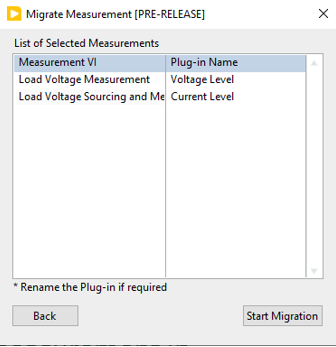 Migrate Measurement [PRE-RELEASE]
List of Selected Measurements
Measurement VI Plug-in Name
Load Voltage Measurement Voltage Level
Load Voltage Sourcing and Me Current Level
* Rename the Plug-in if required
Back Start Migration